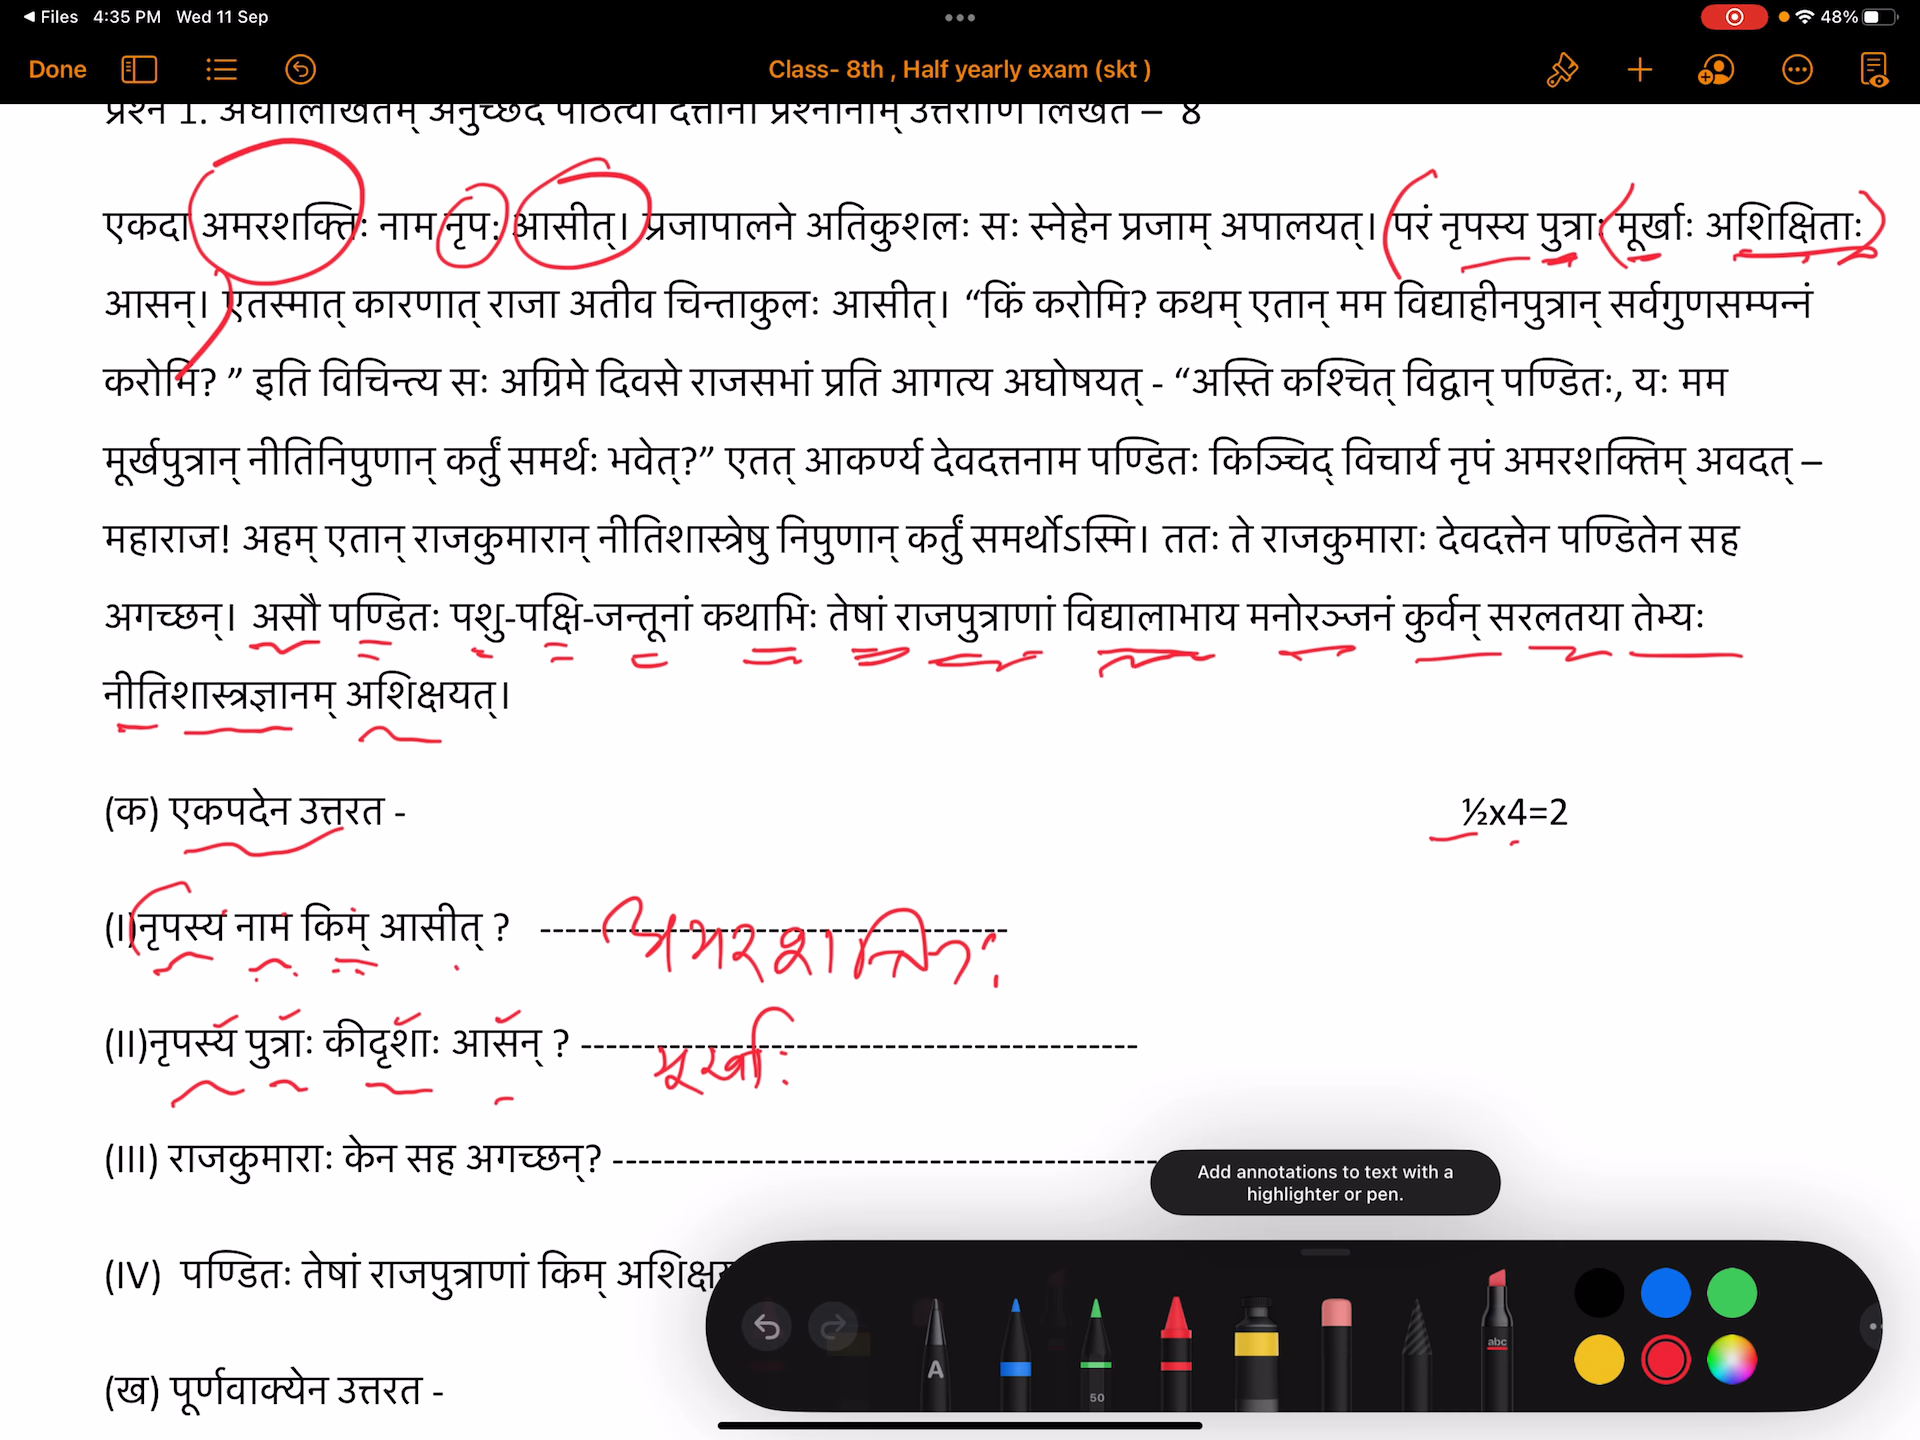 Files 4:35 PM Wed 11 Sep 48%
Done Class- 8th , Half yearly exam (skt )
प्रश्न 1. अधोलिखितम् अनुच्छेदं पठित्वा दत्तानां प्रश्नानाम् उत्तराणि लिखत – 8
एकदा अमरशक्तिः नाम नृपः आसीत्। प्रजापालने अतिकुशलः सः स्नेहेन प्रजाम् अपालयत्। परं नृपस्य पुत्राः मूर्खाः अशिक्षिताः
आसन्। एतस्मात् कारणात् राजा अतीव चिन्ताकुलः आसीत्। “किं करोमि? कथम् एतान् मम विद्याहीनपुत्रान् सर्वगुणसम्पन्नं
करोमि? ” इति विचिन्त्य सः अग्रिमे दिवसे राजसभां प्रति आगत्य अघोषयत् - “अस्ति कश्चित् विद्वान् पण्डितः, यः मम
मूर्खपुत्रान् नीतिनिपुणान् कर्तुं समर्थः भवेत्?” एतत् आकर्ण्य देवदत्तनाम पण्डितः किञ्चिद् विचार्य नृपं अमरशक्तिम् अवदत् –
महाराज! अहम् एतान् राजकुमारान् नीतिशास्त्रेषु निपुणान् कर्तुं समर्थोऽस्मि। ततः ते राजकुमाराः देवदत्तेन पण्डितेन सह
अगच्छन्। असौ पण्डितः पशु-पक्षि-जन्तूनां कथाभिः तेषां राजपुत्राणां विद्यालाभाय मनोरञ्जनं कुर्वन् सरलतया तेभ्यः
नीतिशास्त्रज्ञानम् अशिक्षयत्।
(क) एकपदेन उत्तरत - ½x4=2
(I)नृपस्य नाम किम् आसीत् ? अमरशक्तिः
(II)नृपस्य पुत्राः कीदृशाः आसन् ? मूर्खाः
(III) राजकुमाराः केन सह अगच्छन्?
Add annotations to text with a
highlighter or pen.
(IV) पण्डितः तेषां राजपुत्राणां किम्
A 50 abc
(ख) पूर्णवाक्येन उत्तरत -